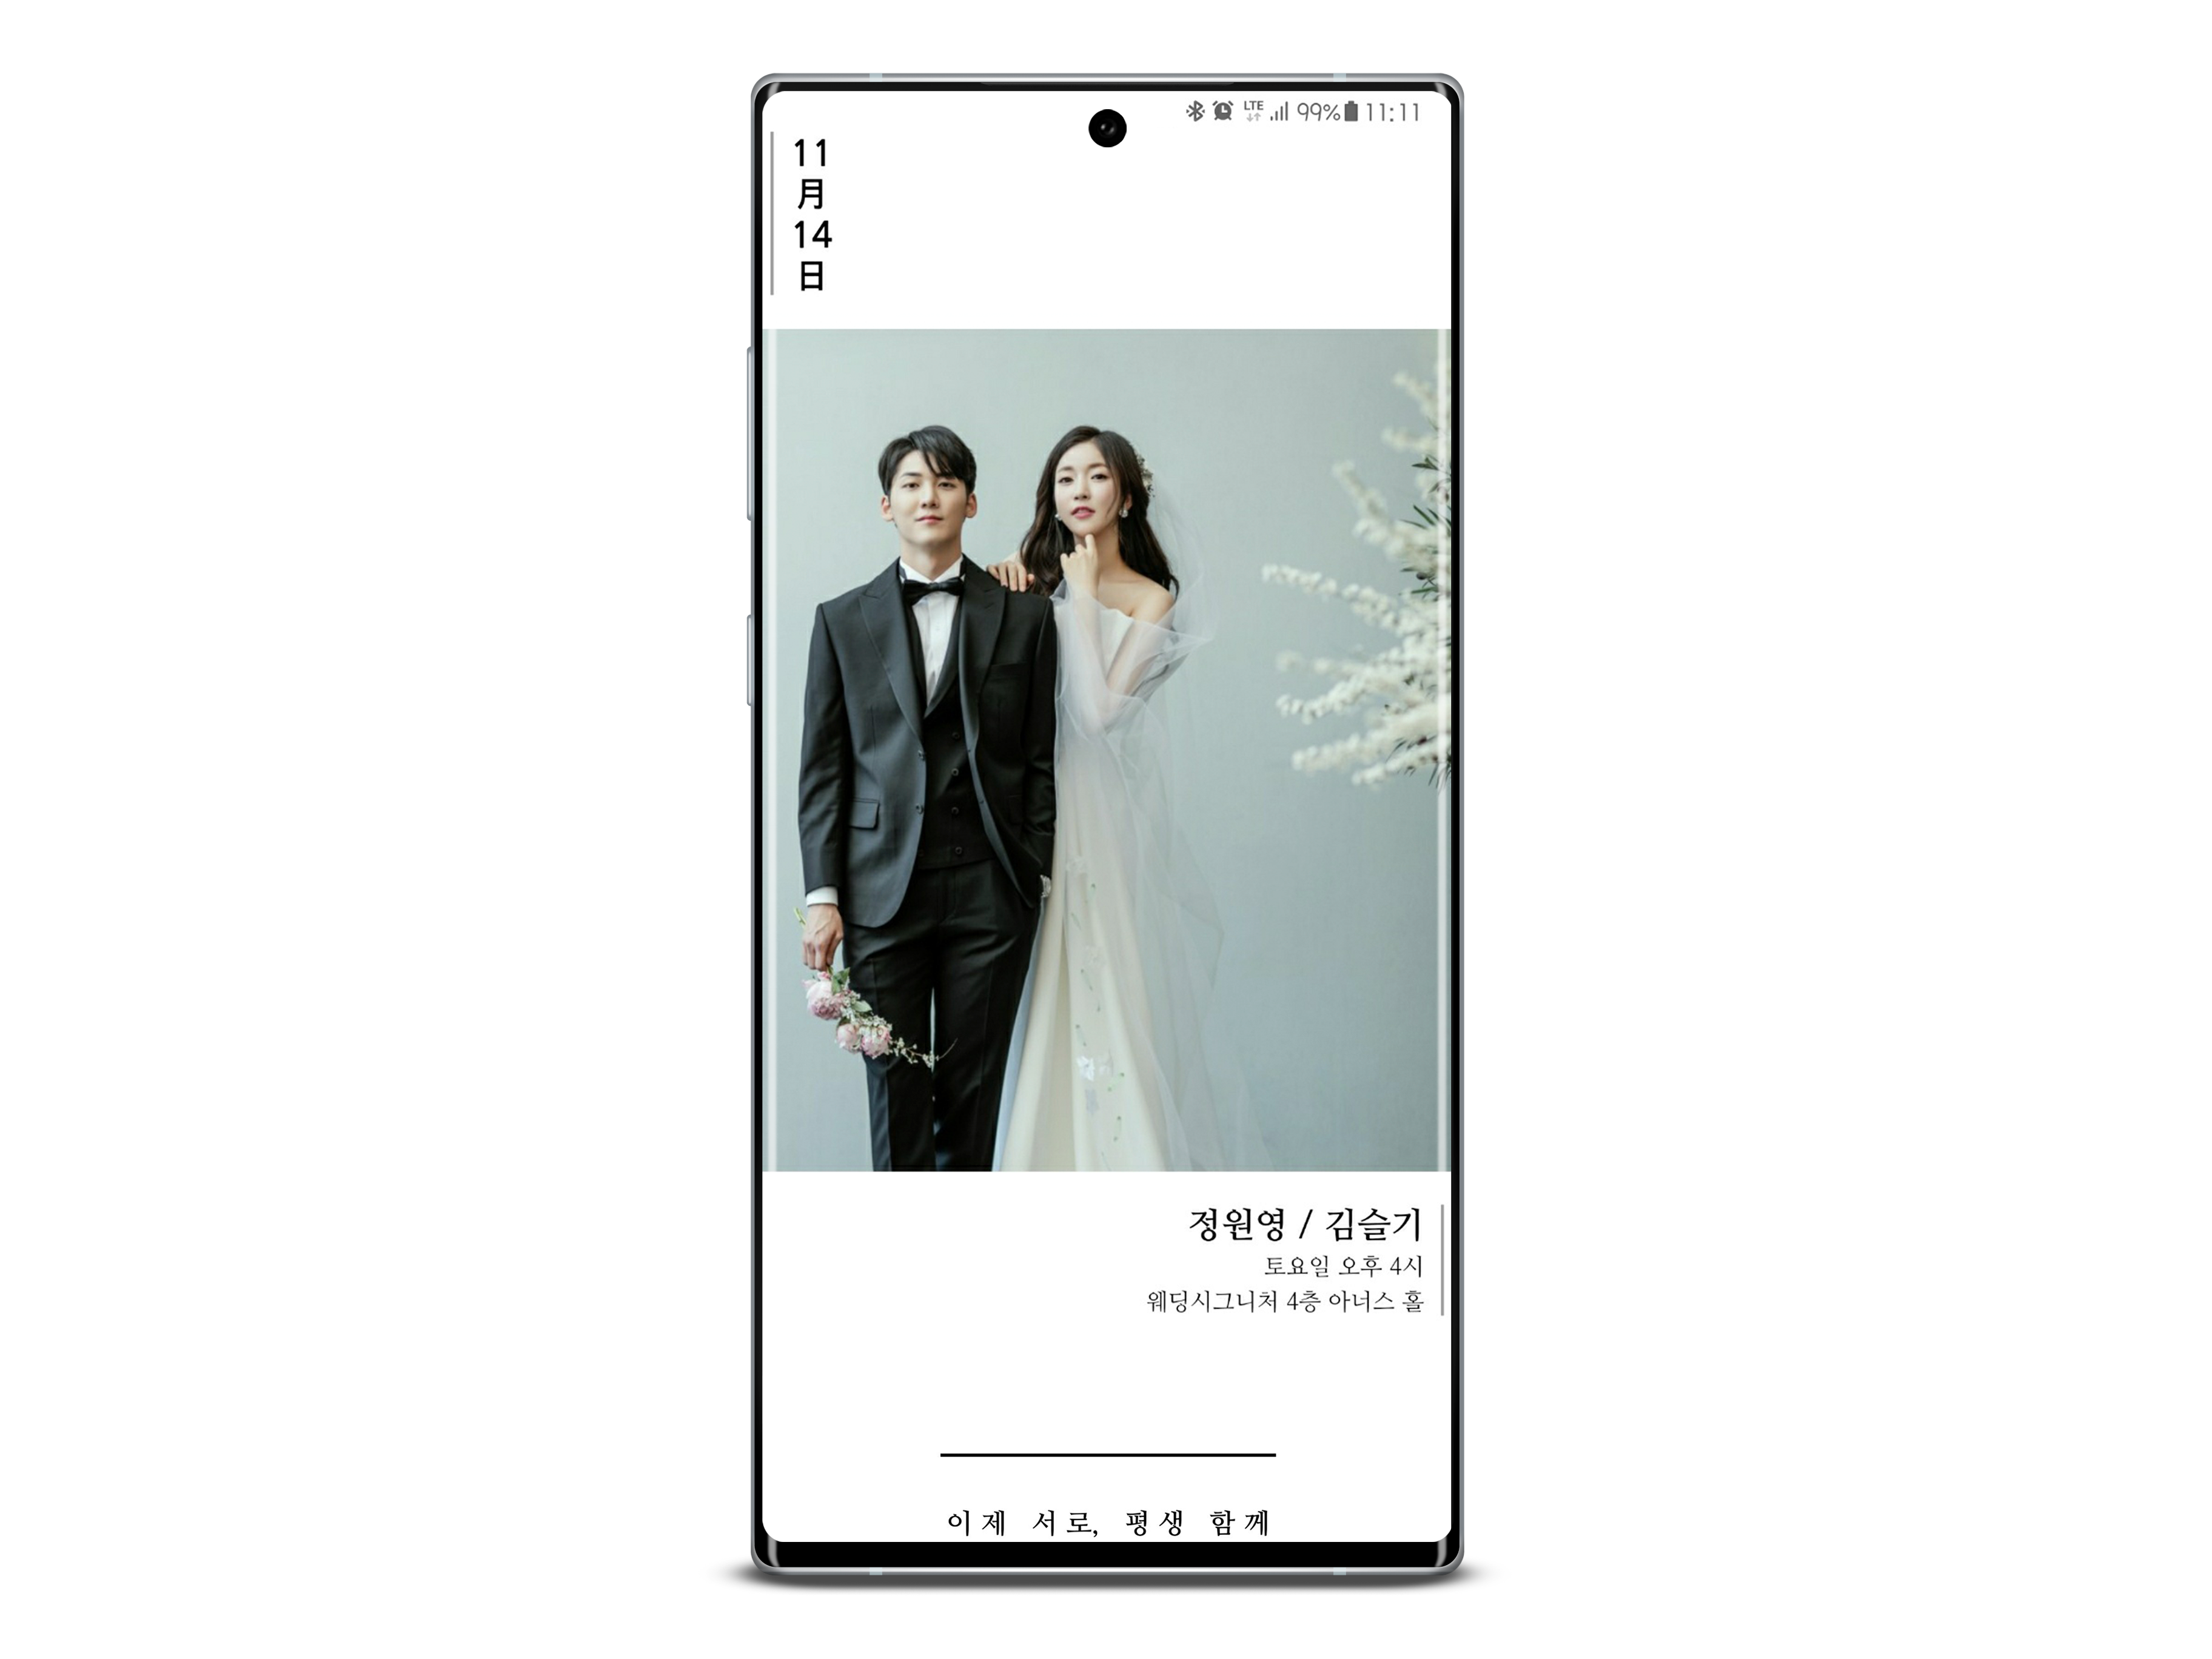 LTE 99% 11:11
11
月
14
日
정원영 / 김슬기
토요일 오후 4시
웨딩시그니처 4층 아너스 홀
이제 서로, 평생 함께